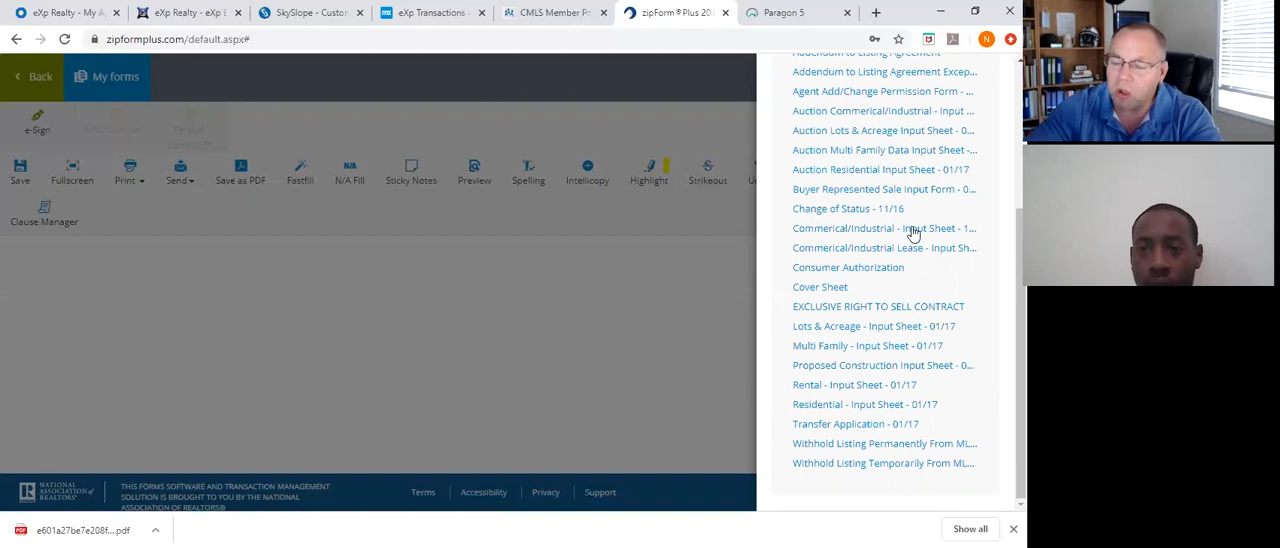 eXp Realty - My A
eXp Realty - eXp E
SkySlope - Custom
eXp Transactions -
CMLS Member Po
zipForm®Plus 201
Paragon 5
zipformplus.com/default.aspx#
N
Back
My forms
e-Sign
Save
Fullscreen
Print
Send
Save as PDF
Fastfill
N/A
N/A Fill
Sticky Notes
Preview
Spelling
Intellicopy
Highlight
Strikeout
Clause Manager
Addendum to Listing Agreement
Addendum to Listing Agreement Excep...
Agent Add/Change Permission Form - ...
Auction Commerical/Industrial - Input ...
Auction Lots & Acreage Input Sheet - 0...
Auction Multi Family Data Input Sheet -...
Auction Residential Input Sheet - 01/17
Buyer Represented Sale Input Form - 0...
Change of Status - 11/16
Commerical/Industrial - Input Sheet - 1...
Commerical/Industrial Lease - Input Sh...
Consumer Authorization
Cover Sheet
EXCLUSIVE RIGHT TO SELL CONTRACT
Lots & Acreage - Input Sheet - 01/17
Multi Family - Input Sheet - 01/17
Proposed Construction Input Sheet - 0...
Rental - Input Sheet - 01/17
Residential - Input Sheet - 01/17
Transfer Application - 01/17
Withhold Listing Permanently From ML...
Withhold Listing Temporarily From ML...
NATIONAL
ASSOCIATION of
REALTORS®
THIS FORMS SOFTWARE AND TRANSACTION MANAGEMENT
SOLUTION IS BROUGHT TO YOU BY THE NATIONAL
ASSOCIATION OF REALTORS®
Terms
Accessibility
Privacy
Support
e601a27be7e208f....pdf
Show all